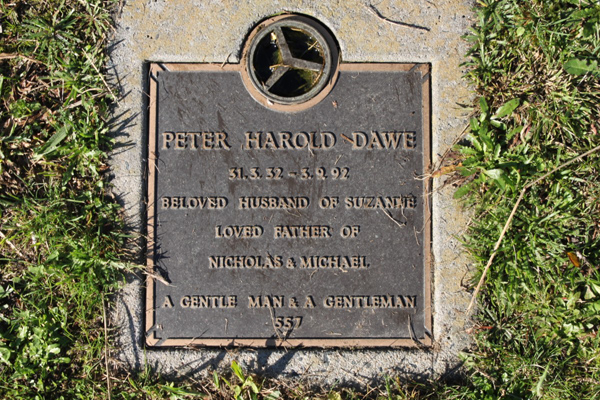 PETER HAROLD DAWE
31.3.32 - 3.9.92
BELOVED HUSBAND OF SUZANNE
LOVED FATHER OF
NICHOLAS & MICHAEL
A GENTLE MAN & A GENTLEMAN
557